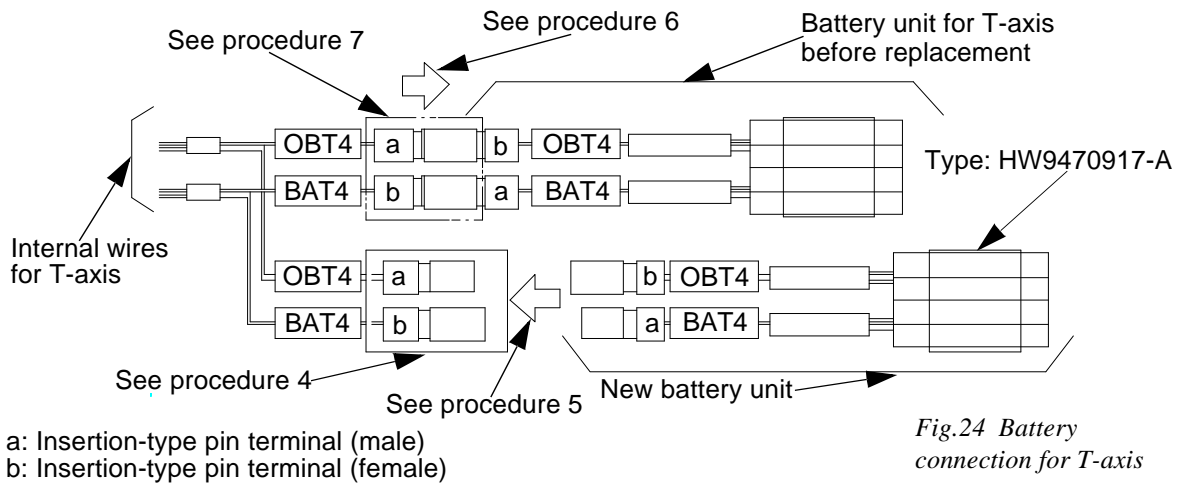 See procedure 7
See procedure 6
Battery unit for T-axis
before replacement
OBT4 a b OBT4
BAT4 b a BAT4
Type: HW9470917-A
Internal wires
for T-axis
OBT4 a b OBT4
BAT4 b a BAT4
See procedure 4
See procedure 5
New battery unit
Fig.24 Battery
connection for T-axis
a: Insertion-type pin terminal (male)
b: Insertion-type pin terminal (female)